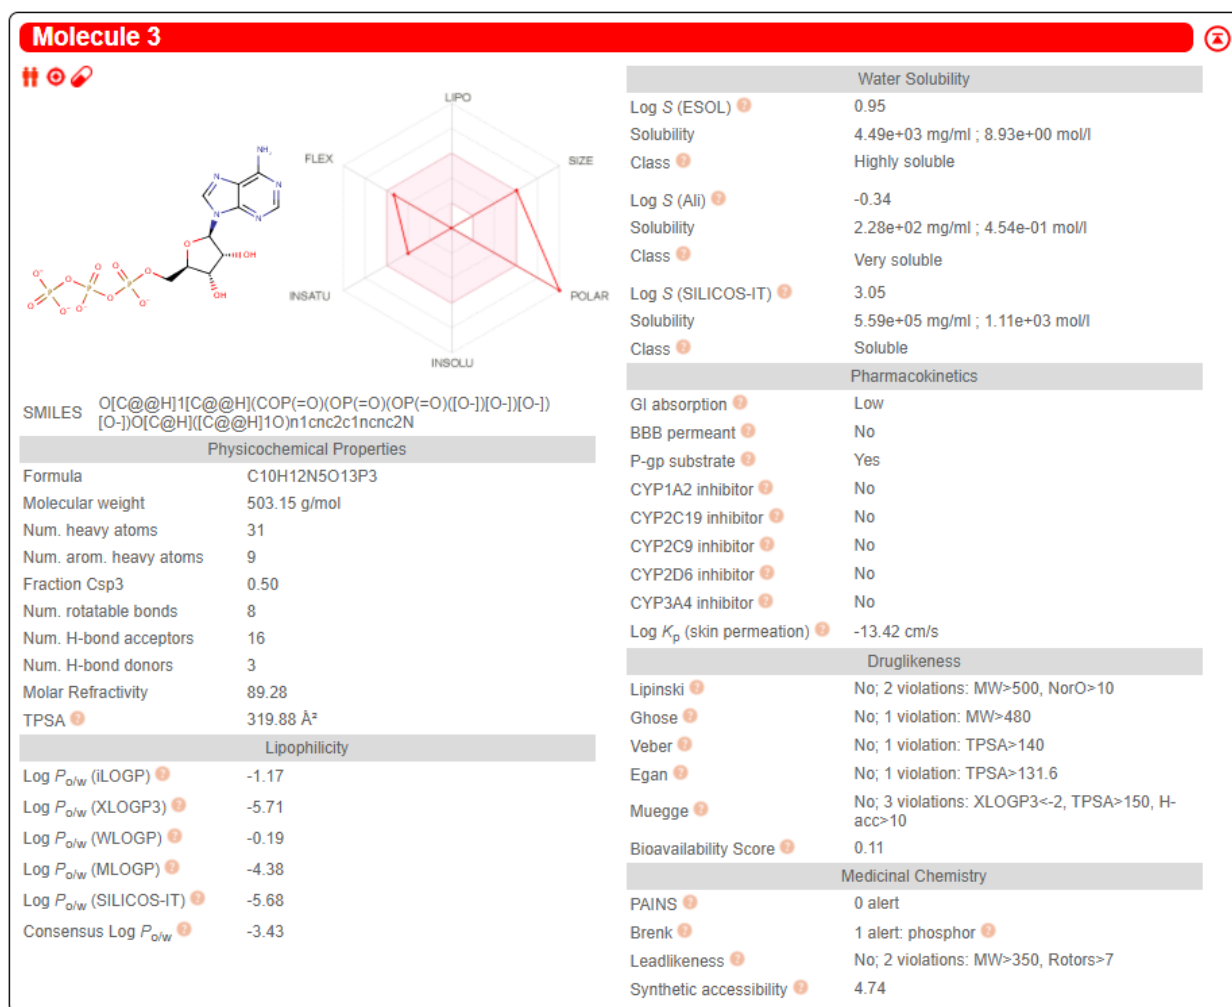 Molecule 3
LIPO
FLEX
SIZE
NH₂
N
N
N
N
O
OH
OH
O
O
O⁻
O
O
P
O⁻
O
P
O⁻
O
P
O⁻
O⁻
INSATU
POLAR
INSOLU
SMILES O[C@@H]1[C@@H](COP(=O)(OP(=O)(OP(=O)([O-])[O-])[O-])
[O-])O[C@H]([C@@H]1O)n1cnc2c1ncnc2N
Physicochemical Properties
Formula C10H12N5O13P3
Molecular weight 503.15 g/mol
Num. heavy atoms 31
Num. arom. heavy atoms 9
Fraction Csp3 0.50
Num. rotatable bonds 8
Num. H-bond acceptors 16
Num. H-bond donors 3
Molar Refractivity 89.28
TPSA ? 319.88 Å²
Lipophilicity
Log Po/w (iLOGP) ? -1.17
Log Po/w (XLOGP3) ? -5.71
Log Po/w (WLOGP) ? -0.19
Log Po/w (MLOGP) ? -4.38
Log Po/w (SILICOS-IT) ? -5.68
Consensus Log Po/w ? -3.43
Water Solubility
Log S (ESOL) ? 0.95
Solubility 4.49e+03 mg/ml ; 8.93e+00 mol/l
Class ? Highly soluble
Log S (Ali) ? -0.34
Solubility 2.28e+02 mg/ml ; 4.54e-01 mol/l
Class ? Very soluble
Log S (SILICOS-IT) ? 3.05
Solubility 5.59e+05 mg/ml ; 1.11e+03 mol/l
Class ? Soluble
Pharmacokinetics
GI absorption ? Low
BBB permeant ? No
P-gp substrate ? Yes
CYP1A2 inhibitor ? No
CYP2C19 inhibitor ? No
CYP2C9 inhibitor ? No
CYP2D6 inhibitor ? No
CYP3A4 inhibitor ? No
Log Kp (skin permeation) ? -13.42 cm/s
Druglikeness
Lipinski ? No; 2 violations: MW>500, NorO>10
Ghose ? No; 1 violation: MW>480
Veber ? No; 1 violation: TPSA>140
Egan ? No; 1 violation: TPSA>131.6
Muegge ? No; 3 violations: XLOGP3<-2, TPSA>150, H-
acc>10
Bioavailability Score ? 0.11
Medicinal Chemistry
PAINS ? 0 alert
Brenk ? 1 alert: phosphor ?
Leadlikeness ? No; 2 violations: MW>350, Rotors>7
Synthetic accessibility ? 4.74